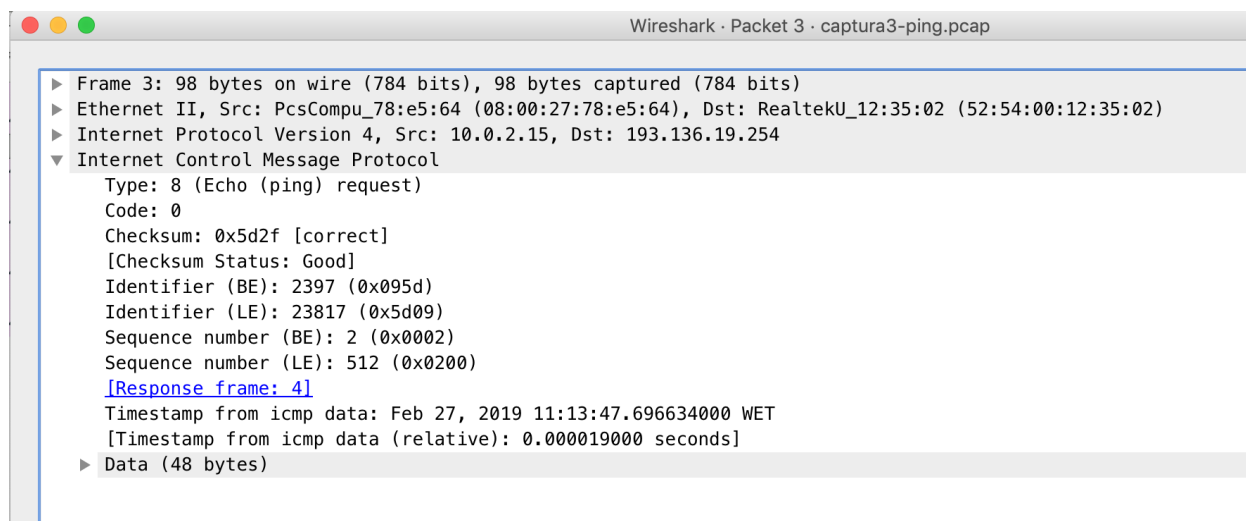 Wireshark · Packet 3 · captura3-ping.pcap
Frame 3: 98 bytes on wire (784 bits), 98 bytes captured (784 bits)
Ethernet II, Src: PcsCompu_78:e5:64 (08:00:27:78:e5:64), Dst: RealtekU_12:35:02 (52:54:00:12:35:02)
Internet Protocol Version 4, Src: 10.0.2.15, Dst: 193.136.19.254
Internet Control Message Protocol
Type: 8 (Echo (ping) request)
Code: 0
Checksum: 0x5d2f [correct]
[Checksum Status: Good]
Identifier (BE): 2397 (0x095d)
Identifier (LE): 23817 (0x5d09)
Sequence number (BE): 2 (0x0002)
Sequence number (LE): 512 (0x0200)
[Response frame: 4]
Timestamp from icmp data: Feb 27, 2019 11:13:47.696634000 WET
[Timestamp from icmp data (relative): 0.000019000 seconds]
Data (48 bytes)